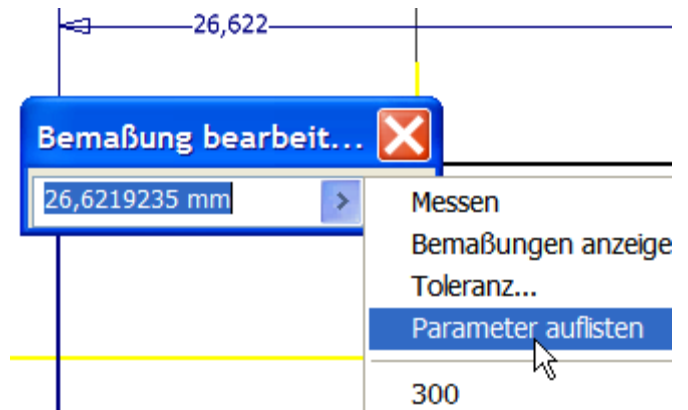 26,622
Bemaßung bearbeit...
26,6219235 mm
Messen
Bemaßungen anzeige
Toleranz...
Parameter auflisten
300